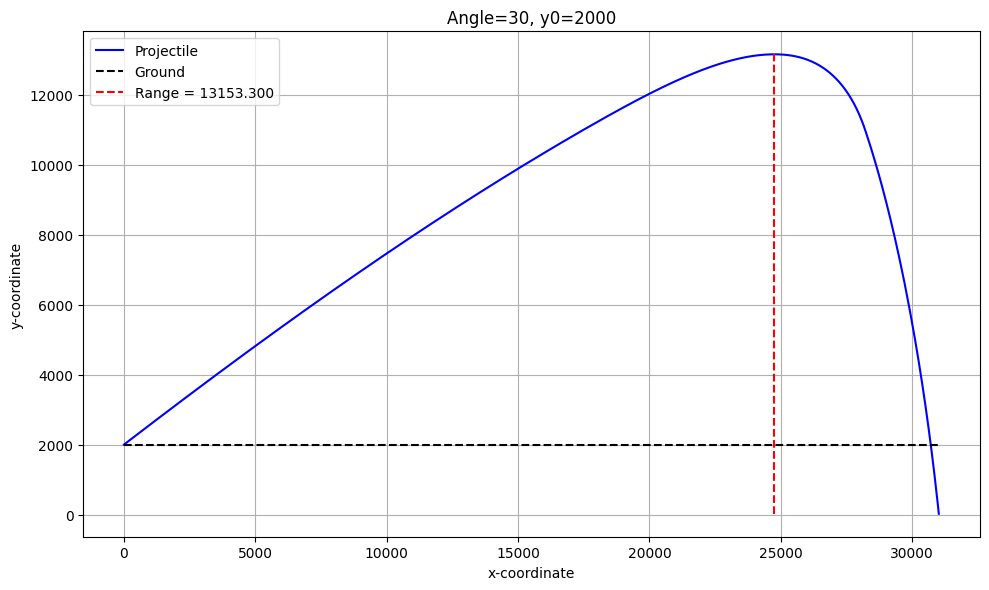 Angle=30, y0=2000
Projectile
Ground
Range = 13153.300
12000
10000
8000
6000
4000
2000
0
y-coordinate
0 5000 10000 15000 20000 25000 30000
x-coordinate